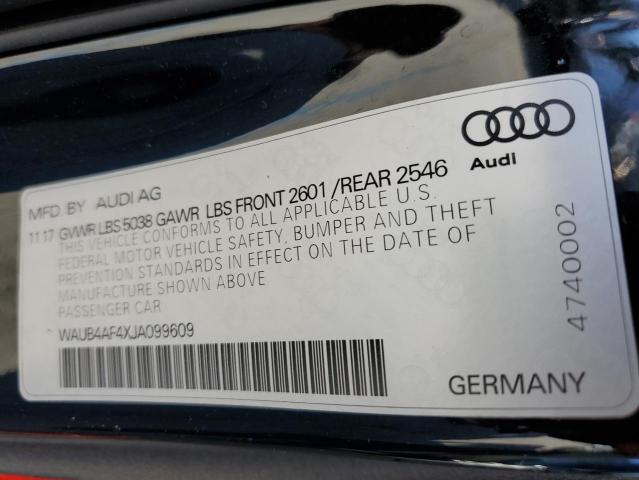 Audi
MFD BY AUDI AG
11 17 GVWR LBS 5038 GAWR LBS FRONT 2601 /REAR 2546
THIS VEHICLE CONFORMS TO ALL APPLICABLE U.S.
FEDERAL MOTOR VEHICLE SAFETY, BUMPER AND THEFT
PREVENTION STANDARDS IN EFFECT ON THE DATE OF
MANUFACTURE SHOWN ABOVE
PASSENGER CAR
WAUB4AF4XJA099609
4740002
GERMANY